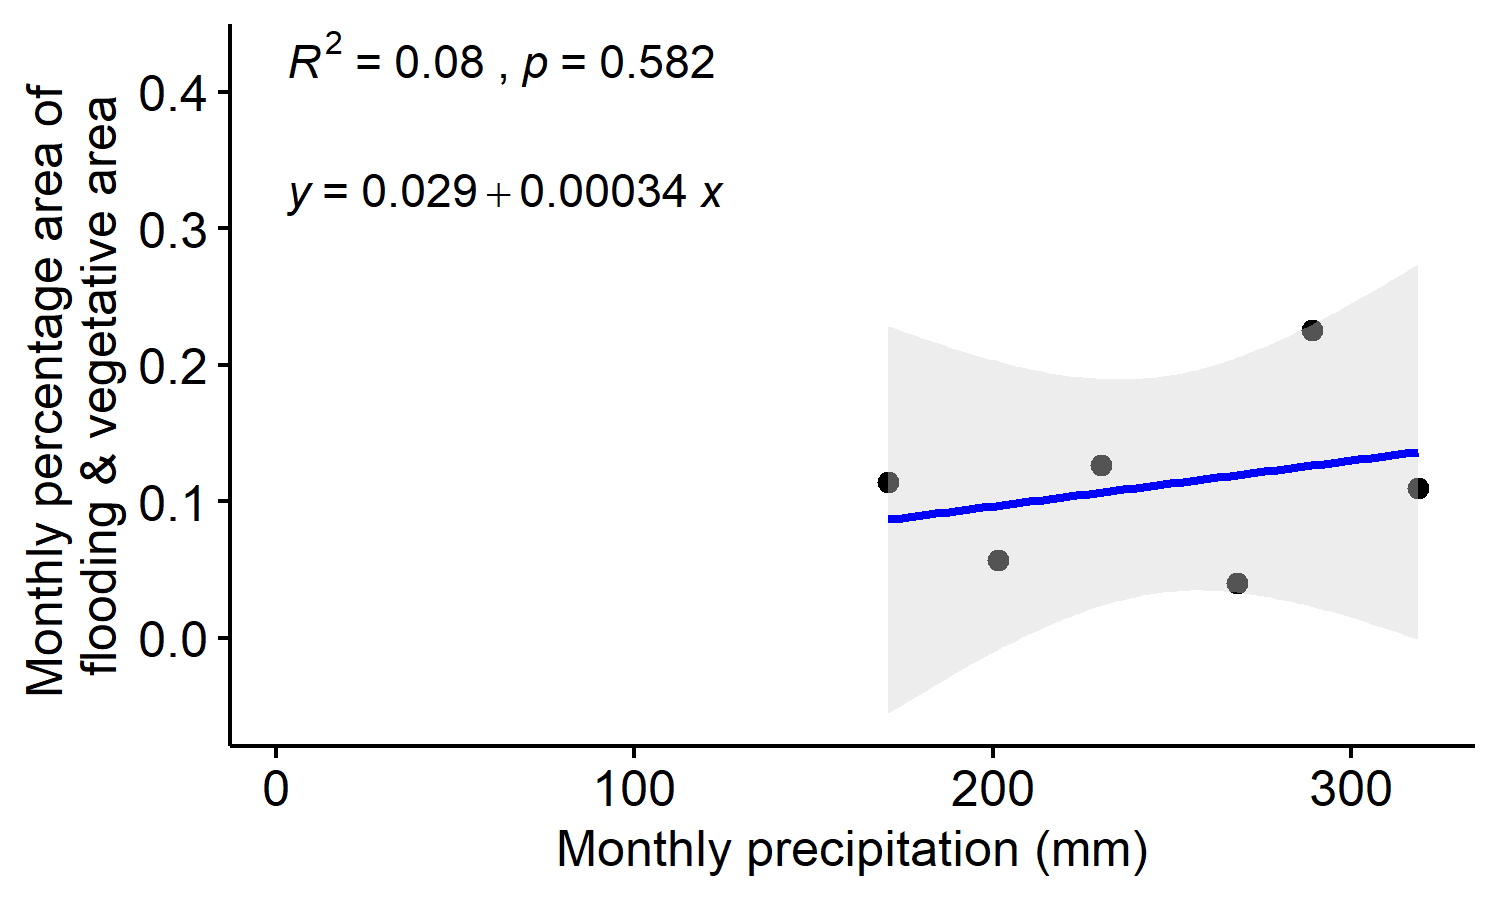 R² = 0.08 , p = 0.582
y = 0.029 + 0.00034 x
Monthly percentage area of
flooding & vegetative area
0.4
0.3
0.2
0.1
0.0
0 100 200 300
Monthly precipitation (mm)